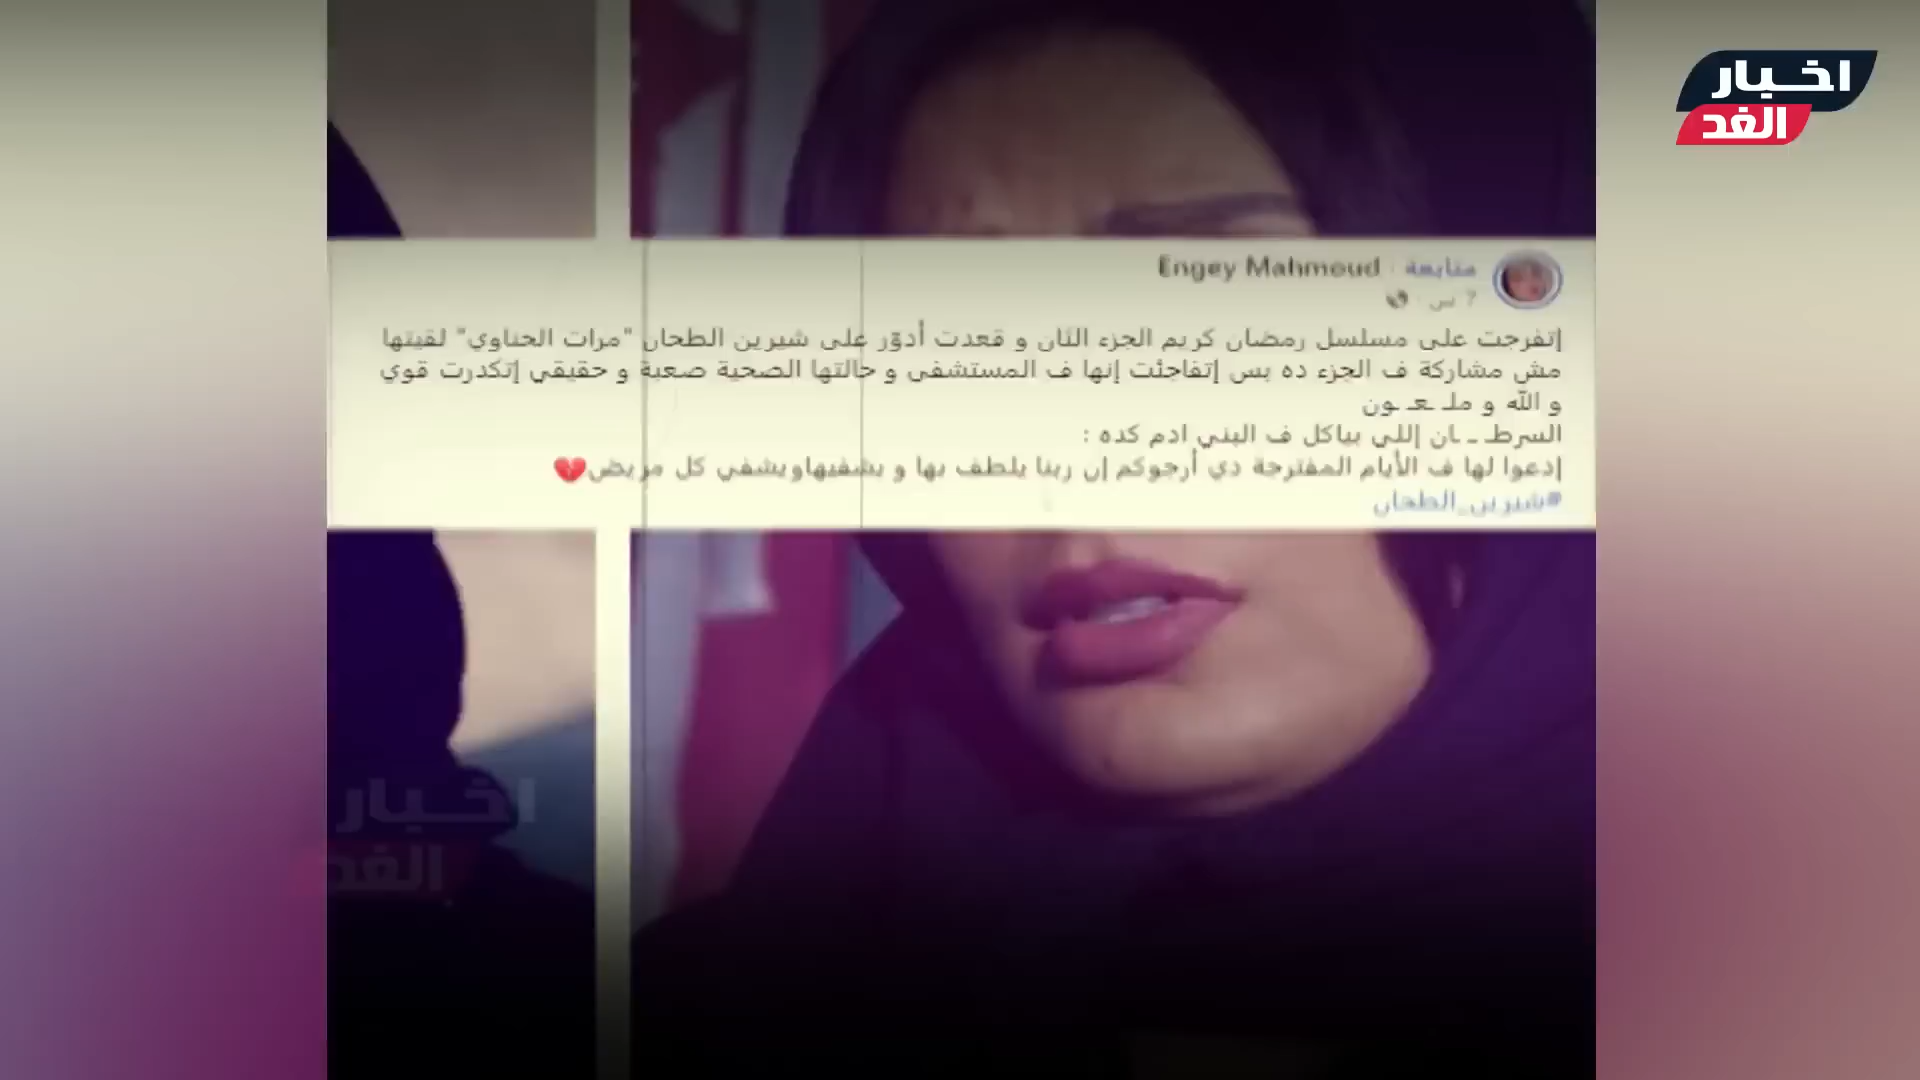 اخبار
الغد
Engey Mahmoud · متابعة
7 س ·
إتفرجت على مسلسل رمضان كريم الجزء التان و قعدت أدوّر على شيرين الطحان "مرات الحناوي" لقيتها
مش مشاركة ف الجزء ده بس إتفاجئت إنها ف المستشفى و حالتها الصحية صعبة و حقيقي إتكدرت قوي
و الله و ملـ ـعـ ـون
السرطـ ـ ـان إللي بياكل ف البني ادم كده :
إدعوا لها ف الأيام المفترجة دي أرجوكم إن ربنا يلطف بها و يشفيهاويشفي كل مريض💔
#شيرين_الطحان
اخبار
الغد